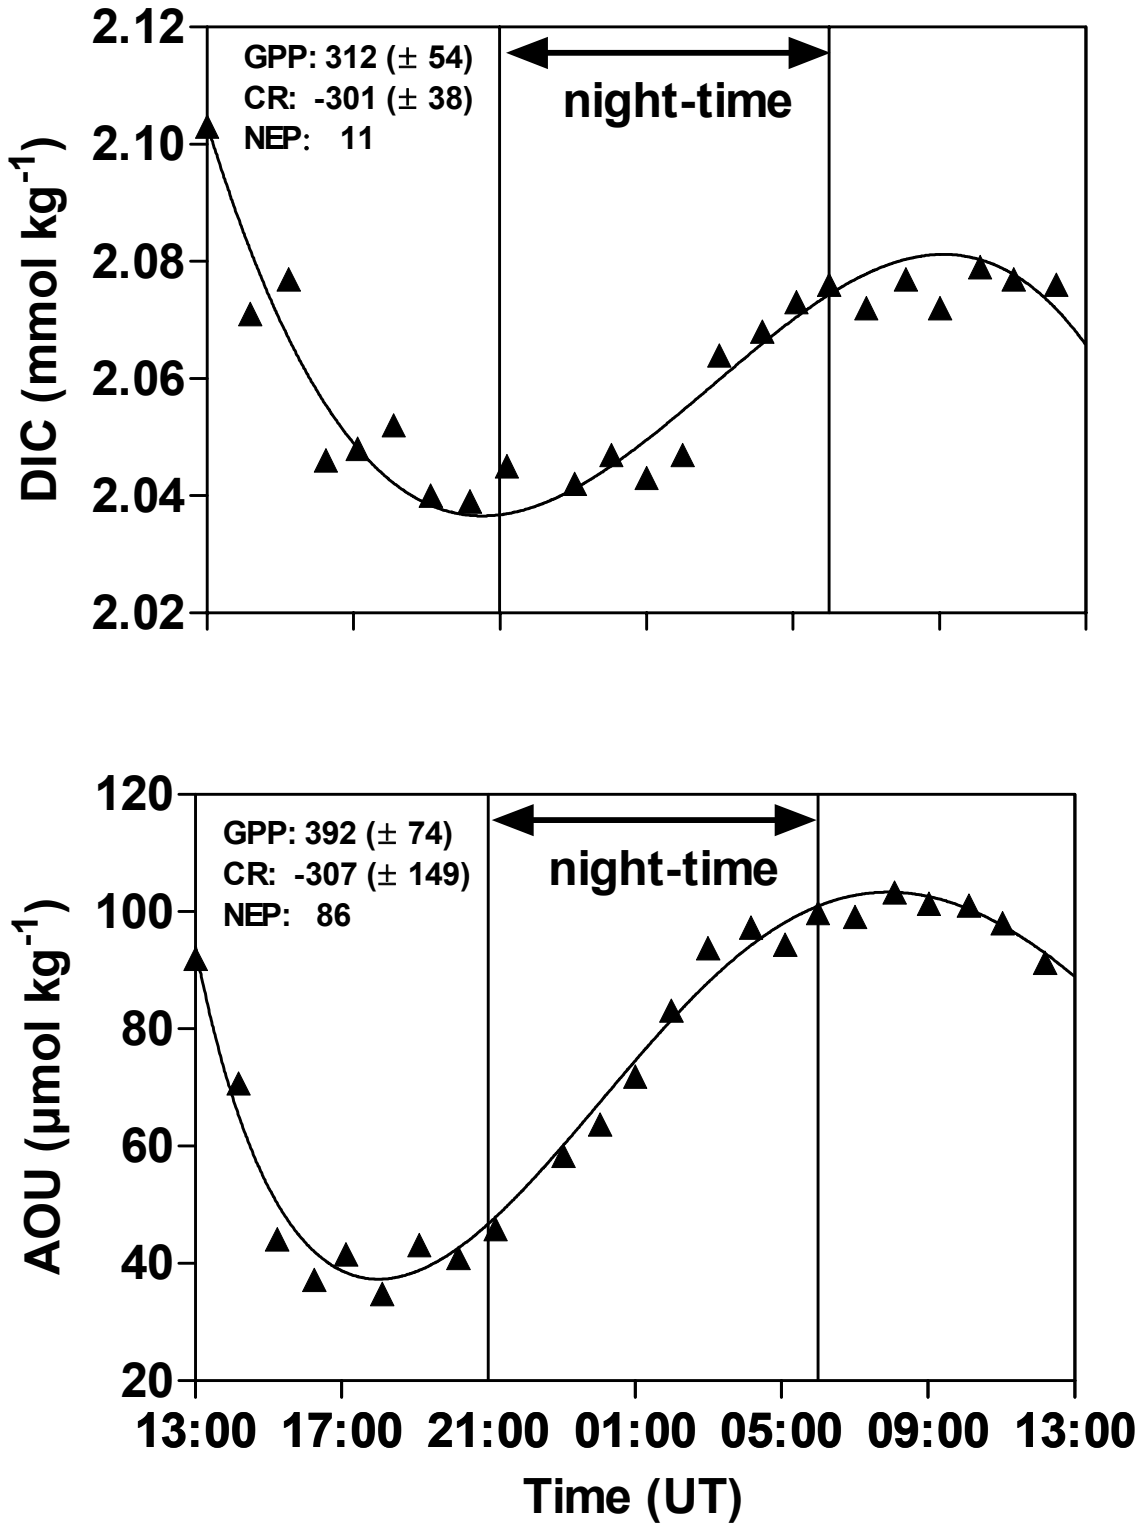 2.12
2.10
2.08
2.06
2.04
2.02
DIC (mmol kg-1)
GPP: 312 (± 54)
CR: -301 (± 38)
NEP: 11
night-time
120
100
80
60
40
20
AOU (µmol kg-1)
GPP: 392 (± 74)
CR: -307 (± 149)
NEP: 86
night-time
13:00 17:00 21:00 01:00 05:00 09:00 13:00
Time (UT)